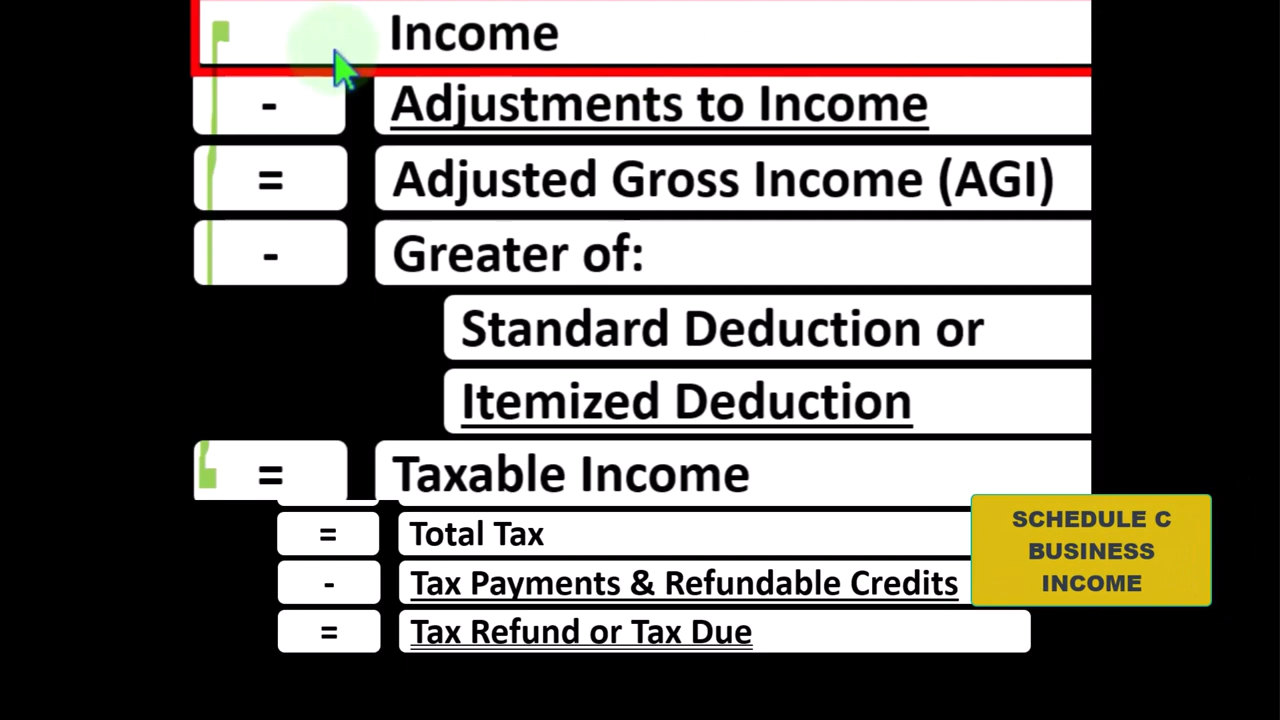 Income
- Adjustments to Income
= Adjusted Gross Income (AGI)
- Greater of:
Standard Deduction or
Itemized Deduction
= Taxable Income
= Total Tax
- Tax Payments & Refundable Credits
= Tax Refund or Tax Due
SCHEDULE C
BUSINESS
INCOME